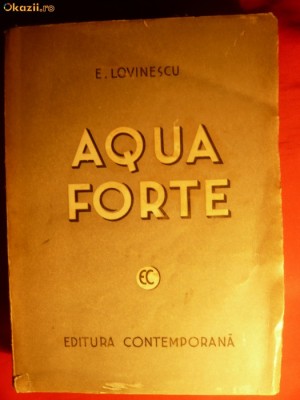 Okazii.ro
E. LOVINESCU
AQUA
FORTE
EC
EDITURA CONTEMPORANĂ